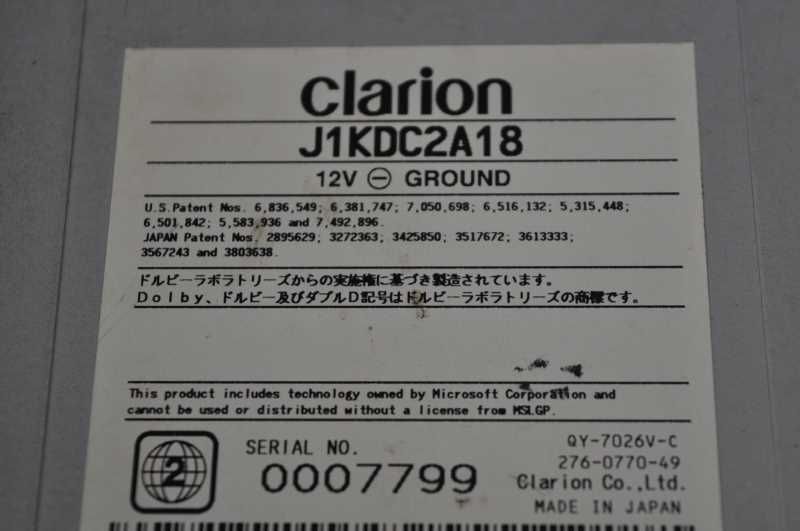 clarion
J1KDC2A18
12V ⊖ GROUND
U.S.Patent Nos. 6,836,549; 6,381,747; 7,050,698; 6,516,132; 5,315,448;
6,501,842; 5,583,936 and 7,492,896.
JAPAN Patent Nos. 2895629; 3272363; 3425850; 3517672; 3613333;
3567243 and 3803638.
ドルビーラボラトリーズからの実施権に基づき製造されています。
Dolby、ドルビー及びダブルD記号はドルビーラボラトリーズの商標です。
This product includes technology owned by Microsoft Corporation and
cannot be used or distributed without a license from MSLGP.
2
SERIAL NO.
0007799
QY-7026V-C
276-0770-49
Clarion Co.,Ltd.
MADE IN JAPAN